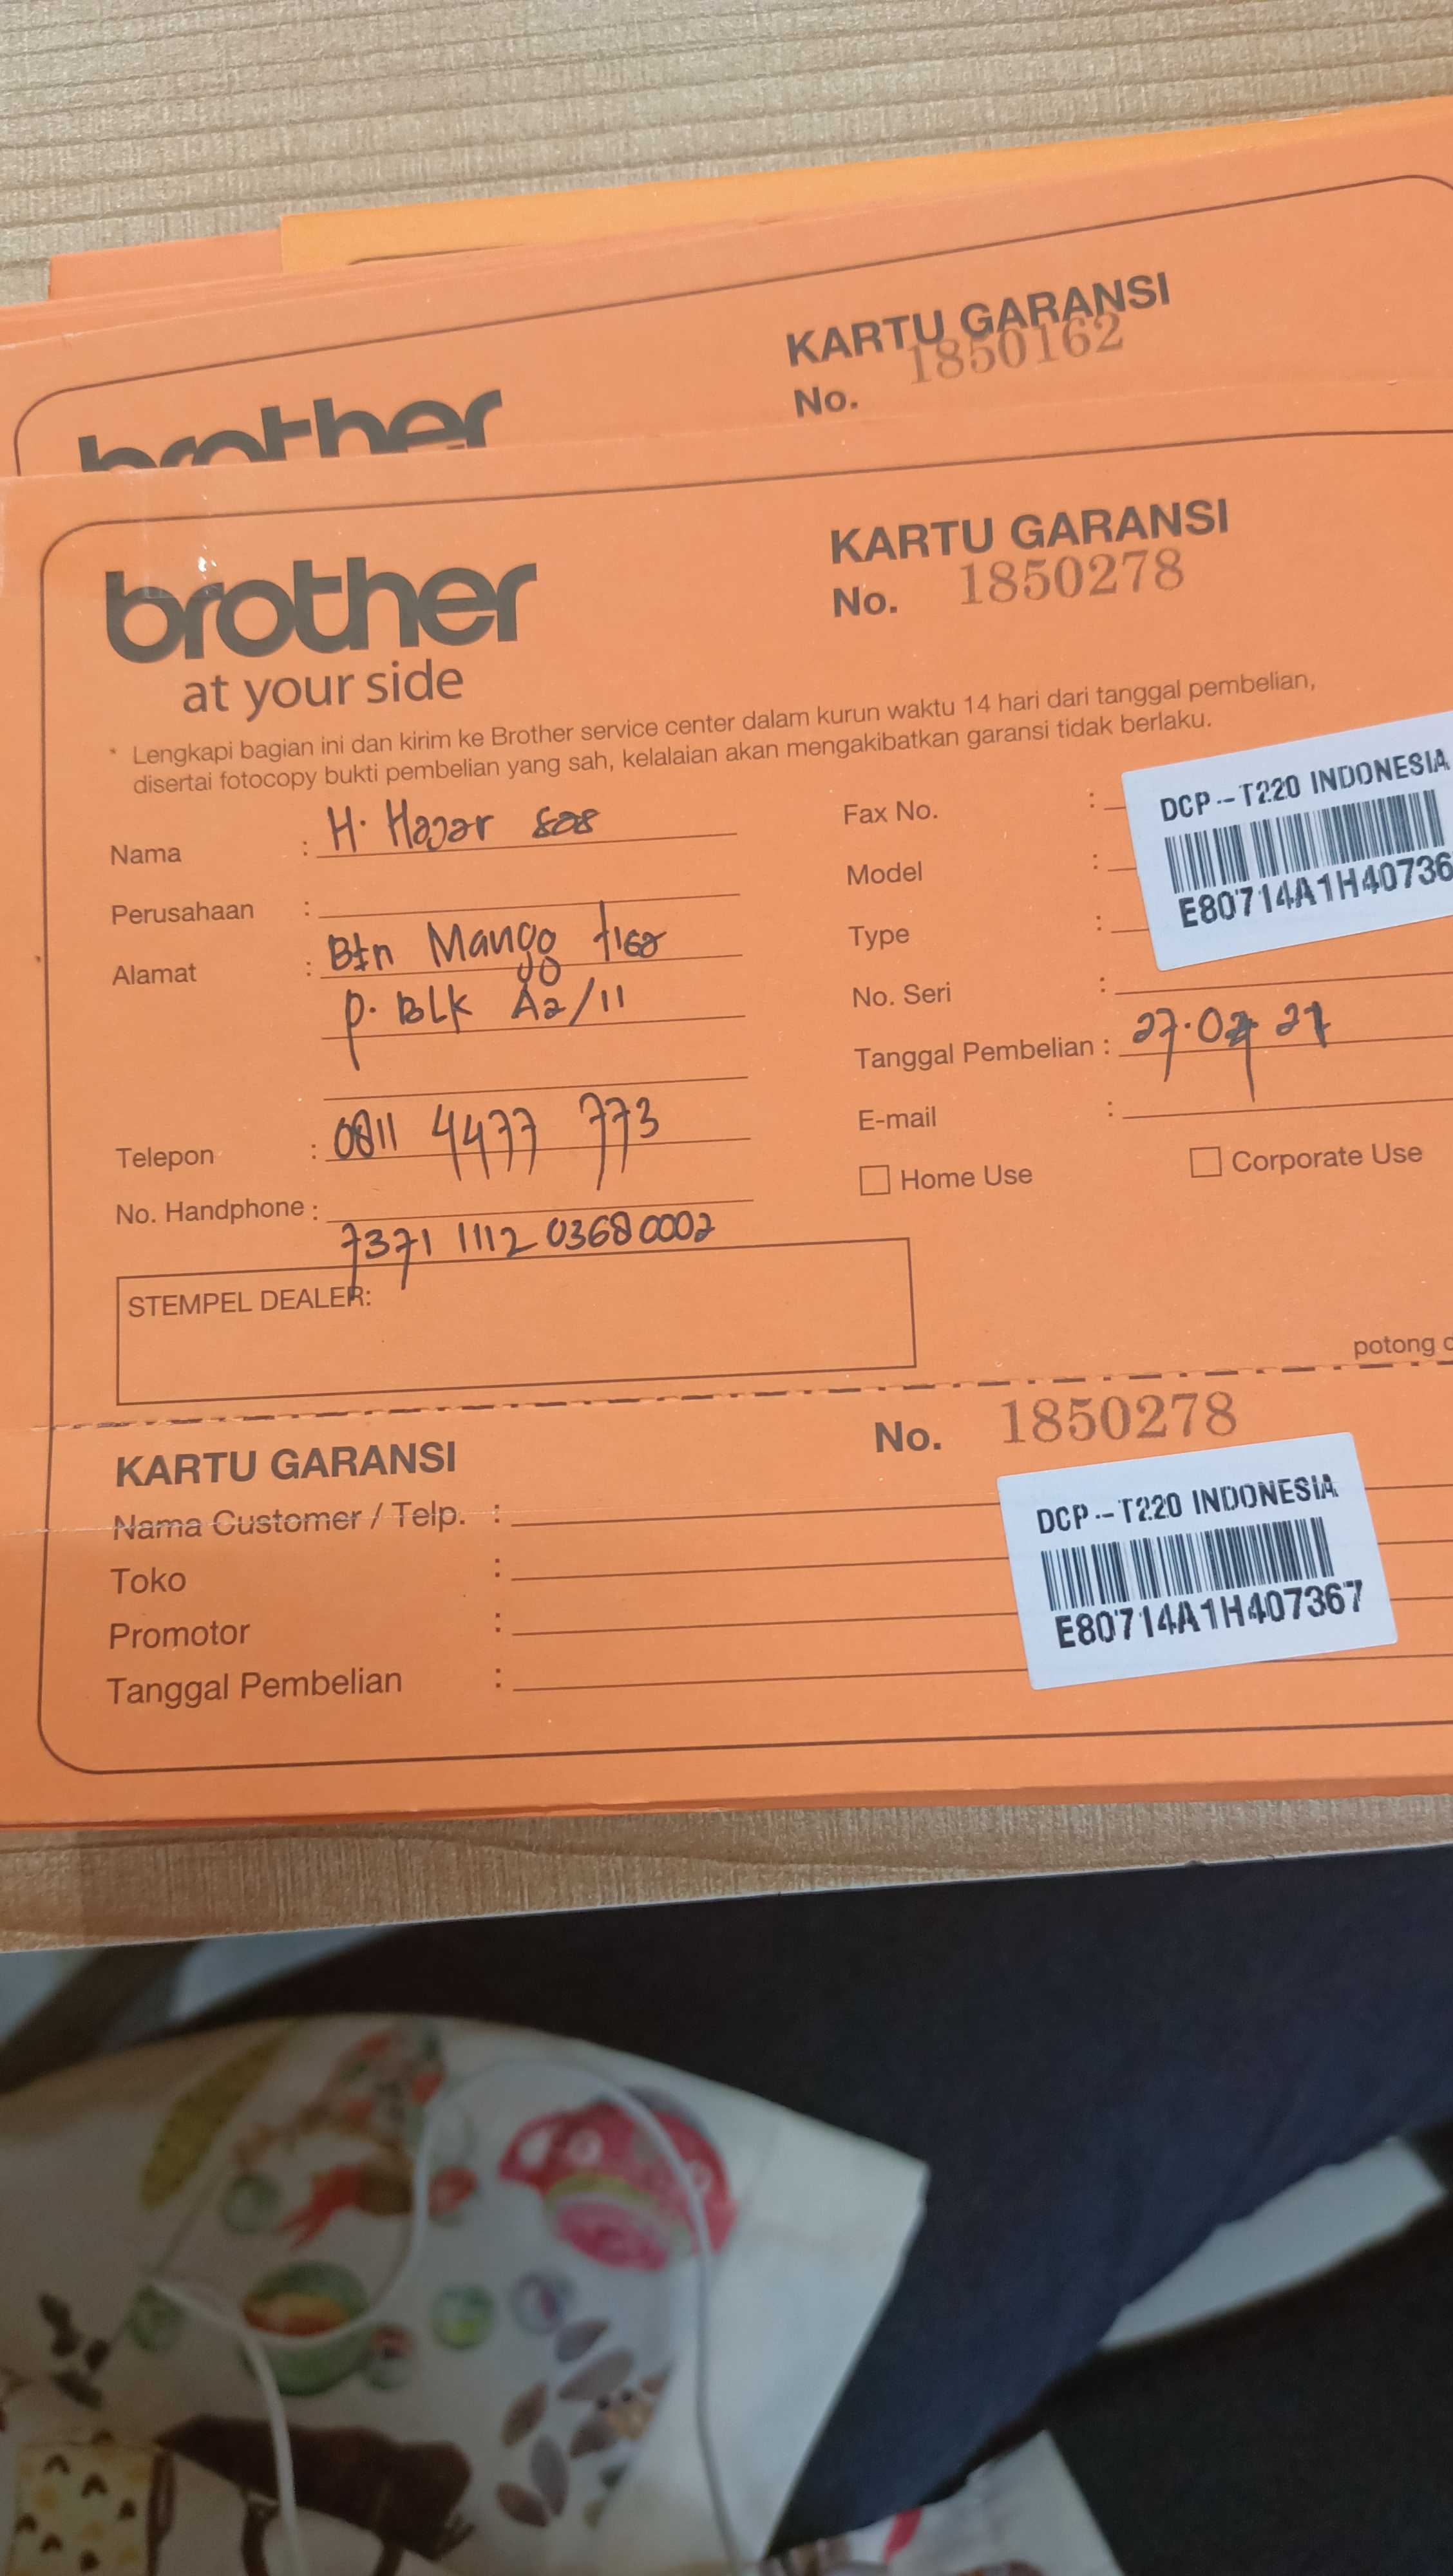 KARTU GARANSI
No. 1850162
brother
brother
at your side
KARTU GARANSI
No. 1850278
* Lengkapi bagian ini dan kirim ke Brother service center dalam kurun waktu 14 hari dari tanggal pembelian,
disertai fotocopy bukti pembelian yang sah, kelalaian akan mengakibatkan garansi tidak berlaku.
Nama : H. Hajar
Perusahaan :
Alamat : Btn Mangga tiga
p. Blk A2/11
Telepon : 0811 4477 773
No. Handphone :
7371 1112 03680002
STEMPEL DEALER:
Fax No. :
Model :
Type :
No. Seri :
DCP-T220 INDONESIA
E80714A1H40736
Tanggal Pembelian : 27.
E-mail :
Home Use
Corporate Use
potong
KARTU GARANSI
No. 1850278
Nama Customer / Telp. :
Toko :
Promotor :
Tanggal Pembelian :
DCP-T220 INDONESIA
E80714A1H407367